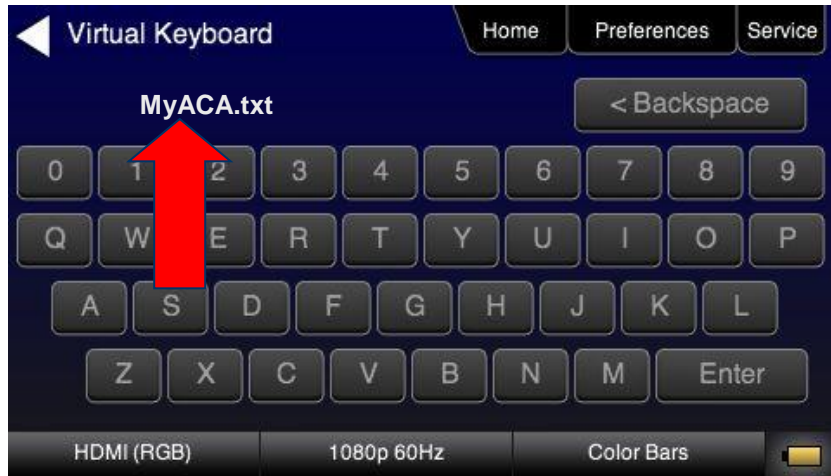 Virtual Keyboard Home Preferences Service
MyACA.txt < Backspace
0 1 2 3 4 5 6 7 8 9
Q W E R T Y U I O P
A S D F G H J K L
Z X C V B N M Enter
HDMI (RGB) 1080p 60Hz Color Bars